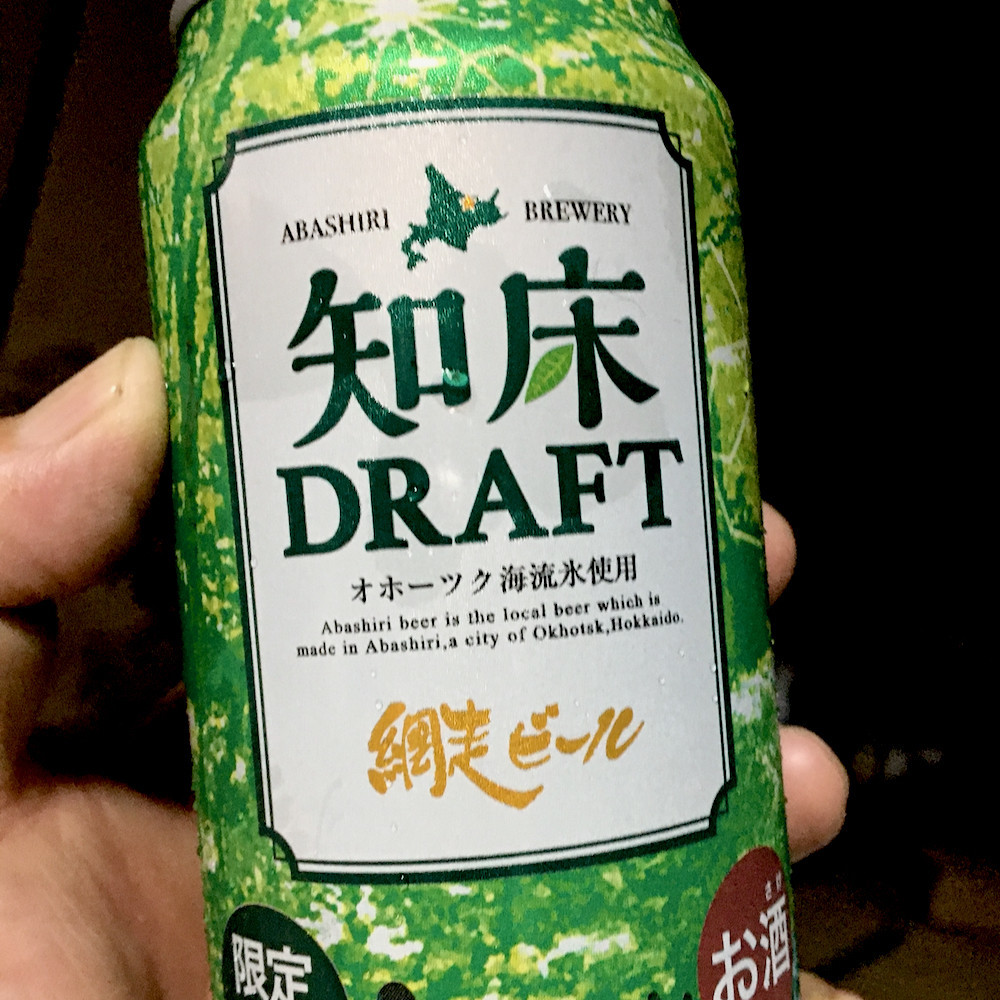 ABASHIRI BREWERY
知床
DRAFT
オホーツク海流氷使用
Abashiri beer is the local beer which is
made in Abashiri,a city of Okhotsk,Hokkaido.
網走ビール
限定
さけ
お酒